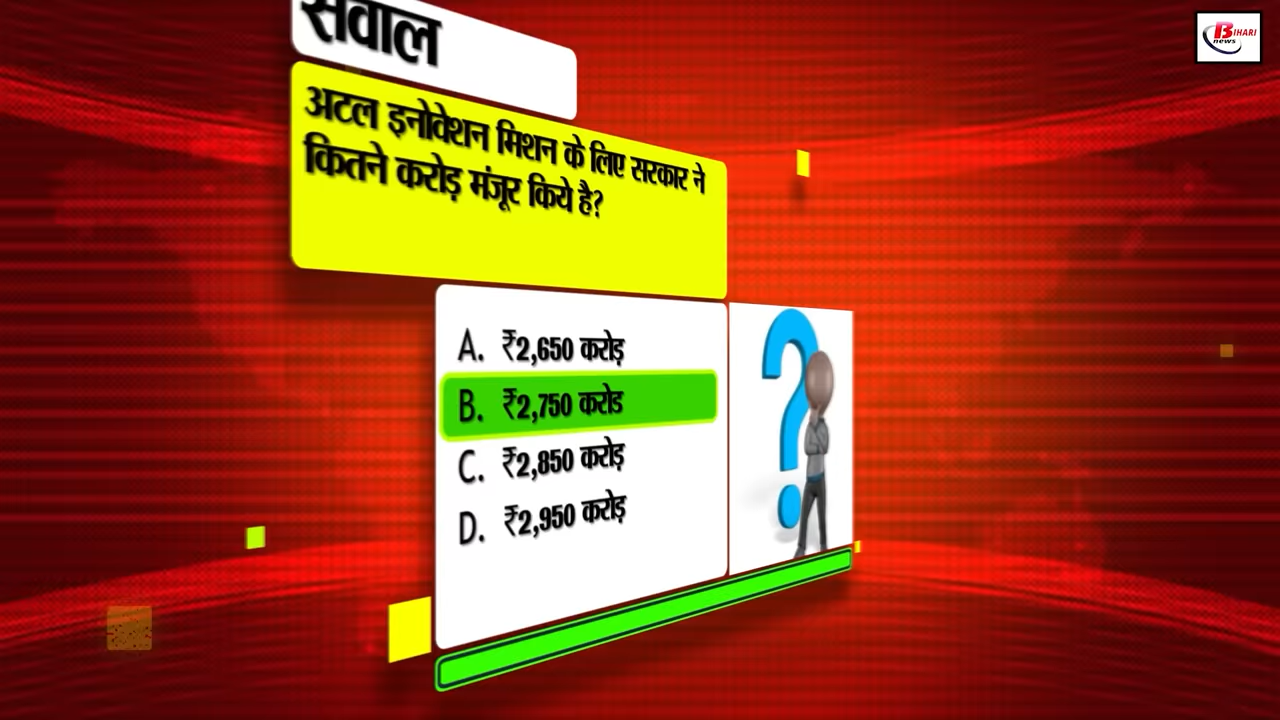 BIHARI
news
सवाल
अटल इनोवेशन मिशन के लिए सरकार ने
कितने करोड़ मंजूर किये है?
A. ₹2,650 करोड़
B. ₹2,750 करोड
C. ₹2,850 करोड़
D. ₹2,950 करोड़